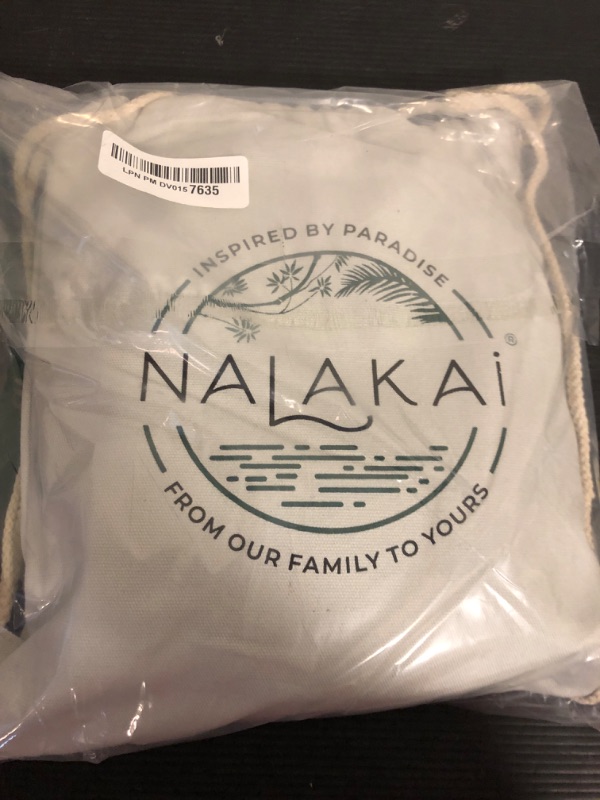 LPN PM DV015 7635
INSPIRED BY PARADISE
NALAKAi®
FROM OUR FAMILY TO YOURS